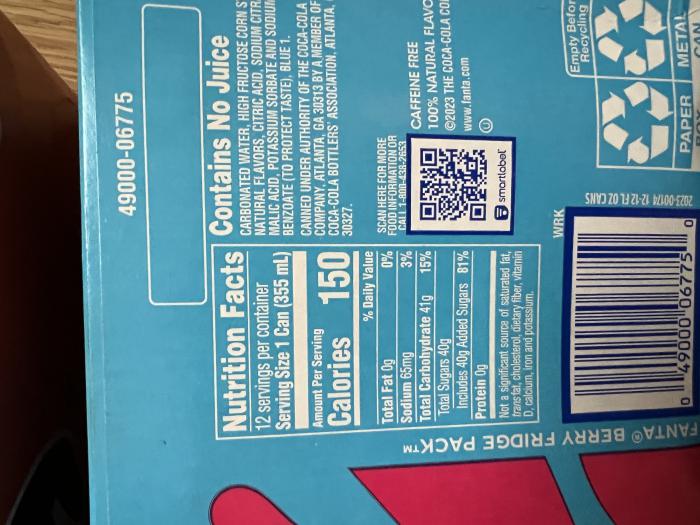 49000-06775
Nutrition Facts
12 servings per container
Serving Size 1 Can (355 mL)
Amount Per Serving
Calories 150
% Daily Value
Total Fat 0g 0%
Sodium 65mg 3%
Total Carbohydrate 41g 15%
Total Sugars 40g
Includes 40g Added Sugars 81%
Protein 0g
Not a significant source of saturated fat,
trans fat, cholesterol, dietary fiber, vitamin
D, calcium, iron and potassium.
Contains No Juice
CARBONATED WATER, HIGH FRUCTOSE CORN
NATURAL FLAVORS, CITRIC ACID, SODIUM
MALIC ACID, POTASSIUM SORBATE AND SODIUM
BENZOATE (TO PROTECT TASTE), BLUE 1.
CANNED UNDER AUTHORITY OF THE COCA-COLA
COMPANY, ATLANTA, GA 30313 BY A MEMBER OF
COCA-COLA BOTTLERS' ASSOCIATION, ATLANTA,
30327.
SCAN HERE FOR MORE
FOOD INFORMATION OR
CALL 1-800-438-2653
smartlabel
CAFFEINE FREE
100% NATURAL FLAVO
©2023 THE COCA-COLA CO
www.fanta.com
U
WRK
2023-00174 12-12 FL OZ CANS
0 49000 06775 0
Empty Before
Recycling
PAPER METAL
CAN
FANTA® BERRY FRIDGE PACK™